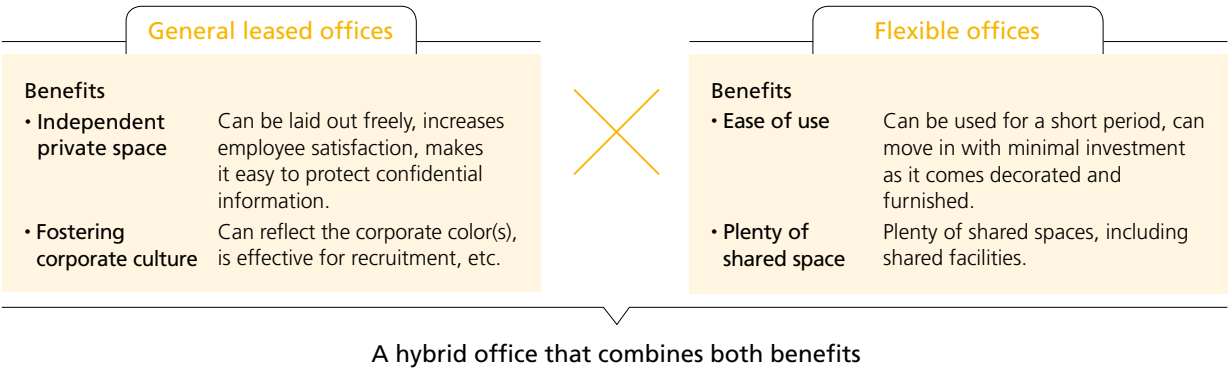 General leased offices
Benefits
• Independent private space
Can be laid out freely, increases
employee satisfaction, makes
it easy to protect confidential
information.
• Fostering corporate culture
Can reflect the corporate color(s),
is effective for recruitment, etc.
Flexible offices
Benefits
• Ease of use
Can be used for a short period, can
move in with minimal investment
as it comes decorated and
furnished.
• Plenty of shared space
Plenty of shared spaces, including
shared facilities.
A hybrid office that combines both benefits